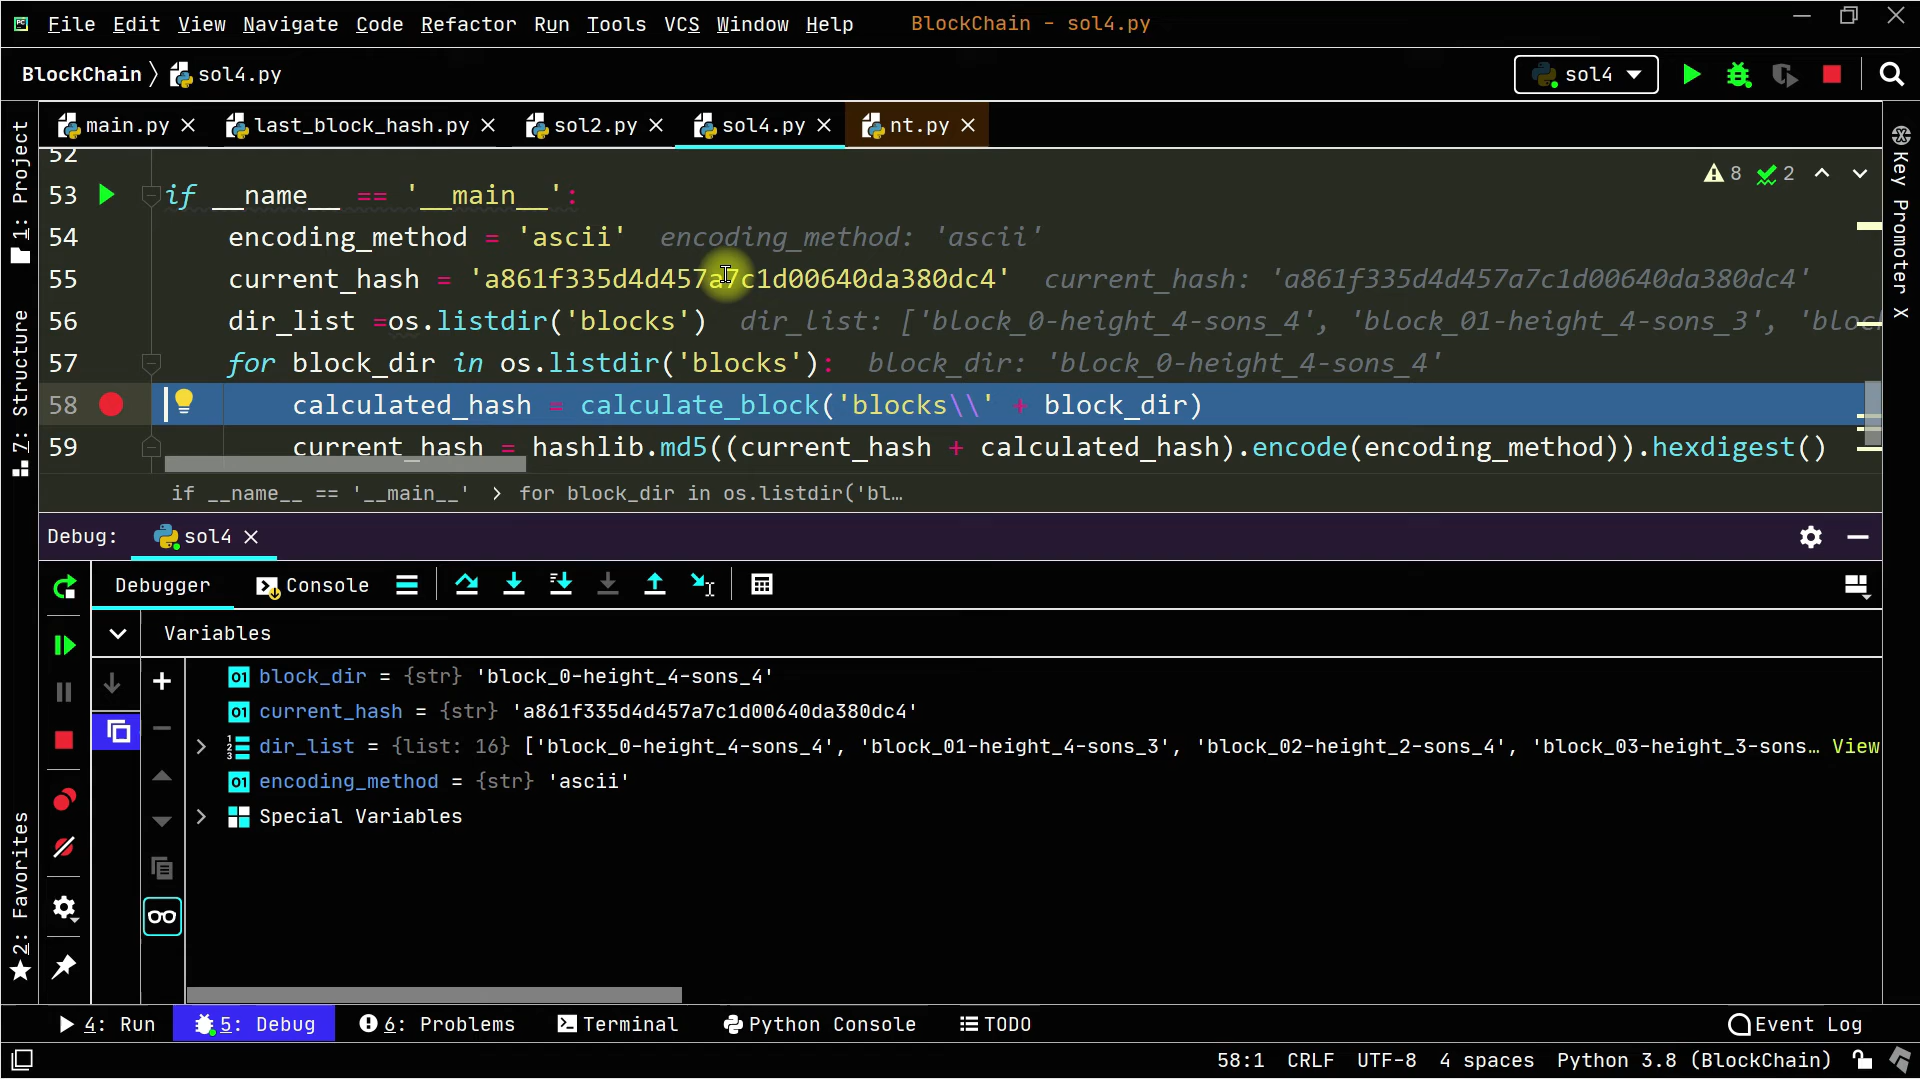 File Edit View Navigate Code Refactor Run Tools VCS Window Help BlockChain - sol4.py
BlockChain sol4.py sol4
main.py last_block_hash.py sol2.py sol4.py nt.py
1: Project
7: Structure
2: Favorites
Key Promoter X
52
8 2
53 if __name__ == '__main__':
54 encoding_method = 'ascii' encoding_method: 'ascii'
55 current_hash = 'a861f335d4d457a7c1d00640da380dc4' current_hash: 'a861f335d4d457a7c1d00640da380dc4'
56 dir_list =os.listdir('blocks') dir_list: ['block_0-height_4-sons_4', 'block_01-height_4-sons_3', 'bloc
57 for block_dir in os.listdir('blocks'): block_dir: 'block_0-height_4-sons_4'
58 calculated_hash = calculate_block('blocks\\' + block_dir)
59 current_hash = hashlib.md5((current_hash + calculated_hash).encode(encoding_method)).hexdigest()
if __name__ == '__main__' > for block_dir in os.listdir('bl…
Debug: sol4
Debugger Console
Variables
block_dir = {str} 'block_0-height_4-sons_4'
current_hash = {str} 'a861f335d4d457a7c1d00640da380dc4'
dir_list = {list: 16} ['block_0-height_4-sons_4', 'block_01-height_4-sons_3', 'block_02-height_2-sons_4', 'block_03-height_3-sons… View
encoding_method = {str} 'ascii'
Special Variables
4: Run 5: Debug 6: Problems Terminal Python Console TODO Event Log
58:1 CRLF UTF-8 4 spaces Python 3.8 (BlockChain)